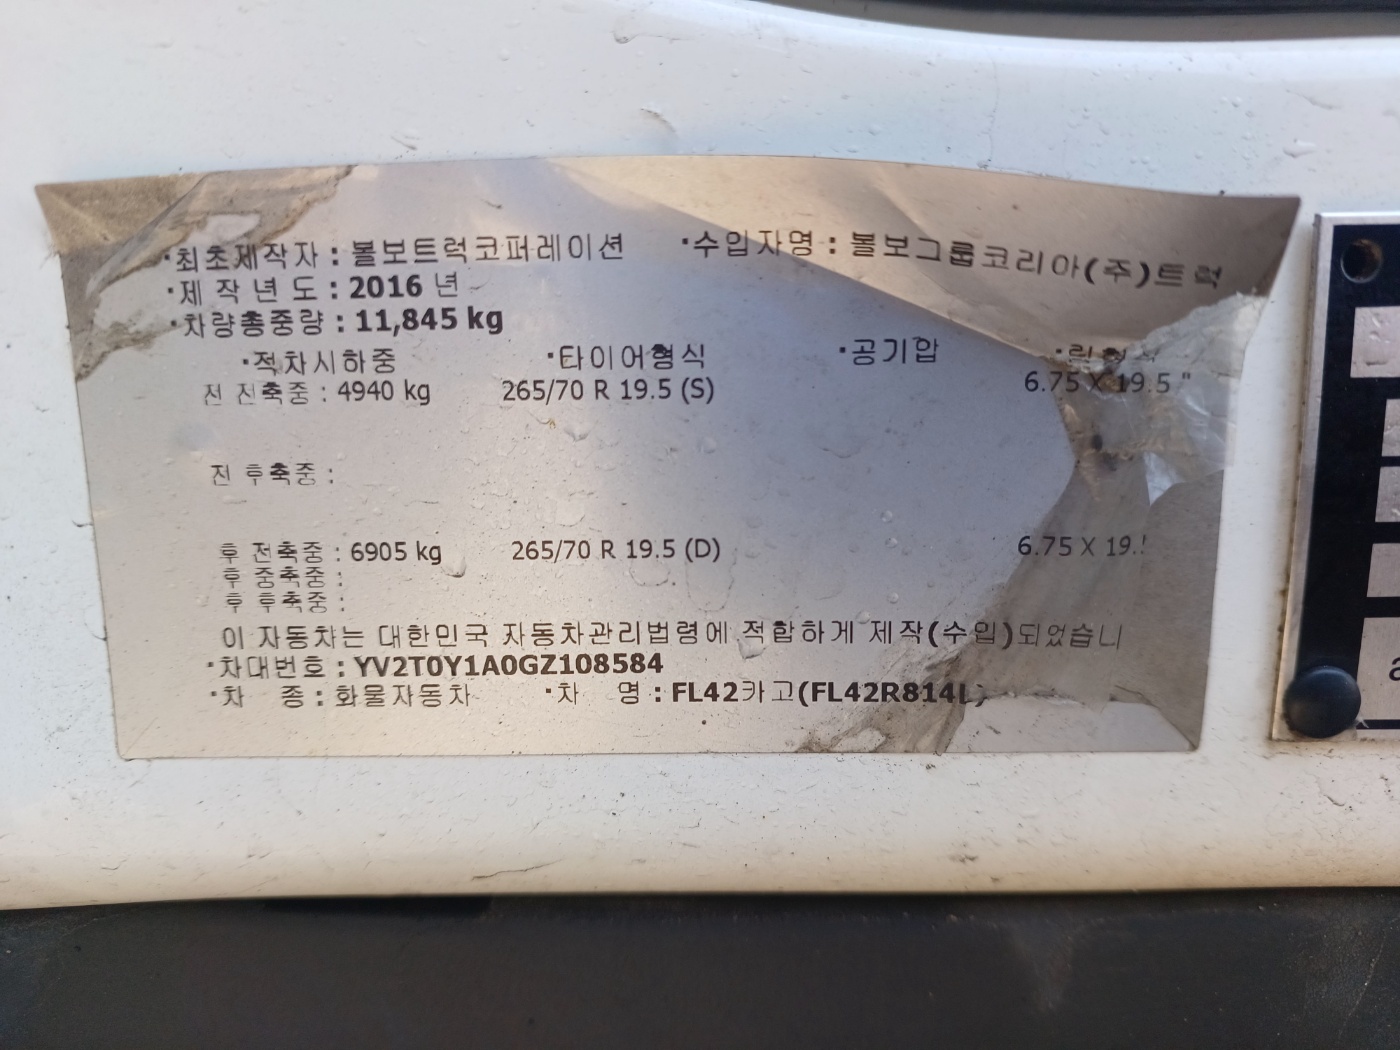 ·최초제작자 : 볼보트럭코퍼레이션 ·수입자명 : 볼보그룹코리아(주)트럭
·제 작 년 도 : 2016 년
·차량총중량 : 11,845 kg
·적차시하중 ·타이어형식 ·공기압 ·림형식
전 전축중 : 4940 kg 265/70 R 19.5 (S) 6.75 X 19.5 "
전 후축중 :
후 전축중 : 6905 kg 265/70 R 19.5 (D) 6.75 X 19.
후 중축중 :
후 후축중 :
이 자동차는 대한민국 자동차관리법령에 적합하게 제작(수입)되었습니
·차대번호 : YV2T0Y1A0GZ108584
·차 종 : 화물자동차 ·차 명 : FL42카고(FL42R814L)